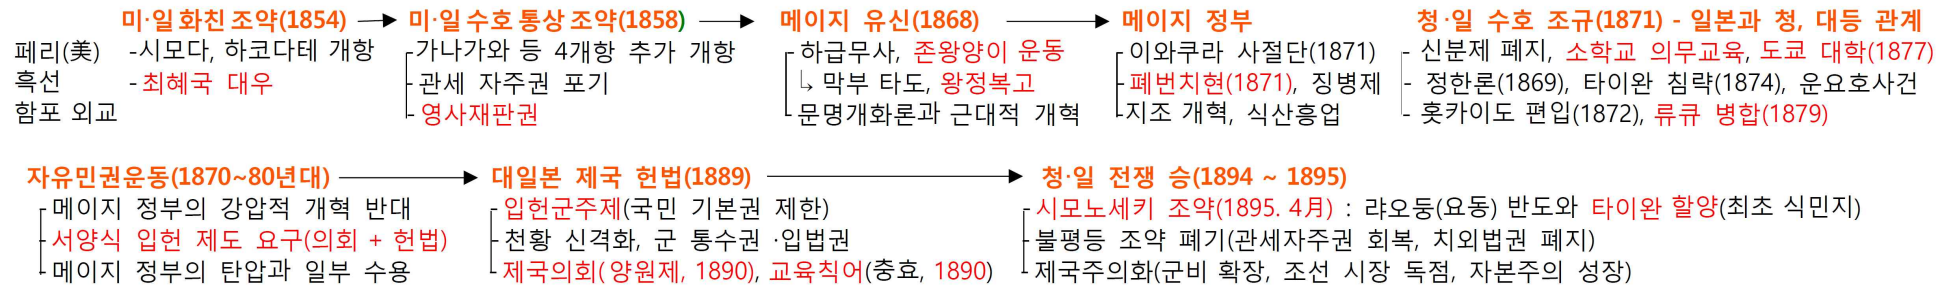 미·일 화친 조약(1854) → 미·일 수호 통상 조약(1858) → 메이지 유신(1868) → 메이지 정부 청·일 수호 조규(1871) - 일본과 청, 대등 관계
페리(美) -시모다, 하코다테 개항 -가나가와 등 4개항 추가 개항 -하급무사, 존왕양이 운동 -이와쿠라 사절단(1871) - 신분제 폐지, 소학교 의무교육, 도쿄 대학(1877)
흑선 -최혜국 대우 -관세 자주권 포기 ↳ 막부 타도, 왕정복고 -폐번치현(1871), 징병제 - 정한론(1869), 타이완 침략(1874), 운요호사건
함포 외교 - 영사재판권 -문명개화론과 근대적 개혁 -지조 개혁, 식산흥업 - 홋카이도 편입(1872), 류큐 병합(1879)
자유민권운동(1870~80년대) → 대일본 제국 헌법(1889) → 청·일 전쟁 승(1894 ~ 1895)
-메이지 정부의 강압적 개혁 반대 -입헌군주제(국민 기본권 제한) -시모노세키 조약(1895. 4月) : 랴오둥(요동) 반도와 타이완 할양(최초 식민지)
-서양식 입헌 제도 요구(의회 + 헌법) -천황 신격화, 군 통수권 ·입법권 -불평등 조약 폐기(관세자주권 회복, 치외법권 폐지)
-메이지 정부의 탄압과 일부 수용 -제국의회( 양원제, 1890), 교육칙어(충효, 1890) -제국주의화(군비 확장, 조선 시장 독점, 자본주의 성장)